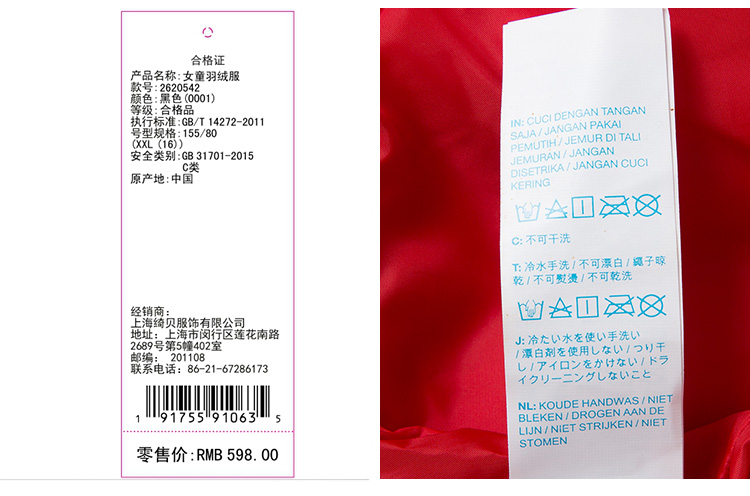 合格证
产品名称:女童羽绒服
款号:2620542
颜色:黑色(0001)
等级:合格品
执行标准:GB/T 14272-2011
号型规格:155/80
(XXL (16))
安全类别:GB 31701-2015
C类
原产地:中国
经销商:
上海绮贝服饰有限公司
地址: 上海市闵行区莲花南路
2689号第5幢402室
邮编: 201108
联系电话:86-21-67286173
1 91755 91063 5
零售价:RMB 598.00
IN: CUCI DENGAN TANGAN
SAJA / JANGAN PAKAI
PEMUTIH / JEMUR DI TALI
JEMURAN / JANGAN
DISETRIKA / JANGAN CUCI
KERING
C: 不可干洗
T: 冷水手洗 / 不可漂白 / 繩子晾
乾 / 不可熨燙 / 不可乾洗
J: 冷たい水を使い手洗い
/ 漂白剤を使用しない / つり干
し / アイロンをかけない / ドラ
イクリーニングしないこと
NL: KOUDE HANDWAS / NIET
BLEKEN / DROGEN AAN DE
LIJN / NIET STRIJKEN / NIET
STOMEN